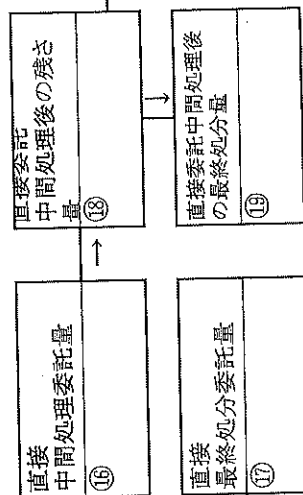 直接委託
中間処理後の残さ
量
⑱
直接委託中間処理後
の最終処分量
⑲
直接
中間処理委託量
⑯
直接
最終処分委託量
⑰